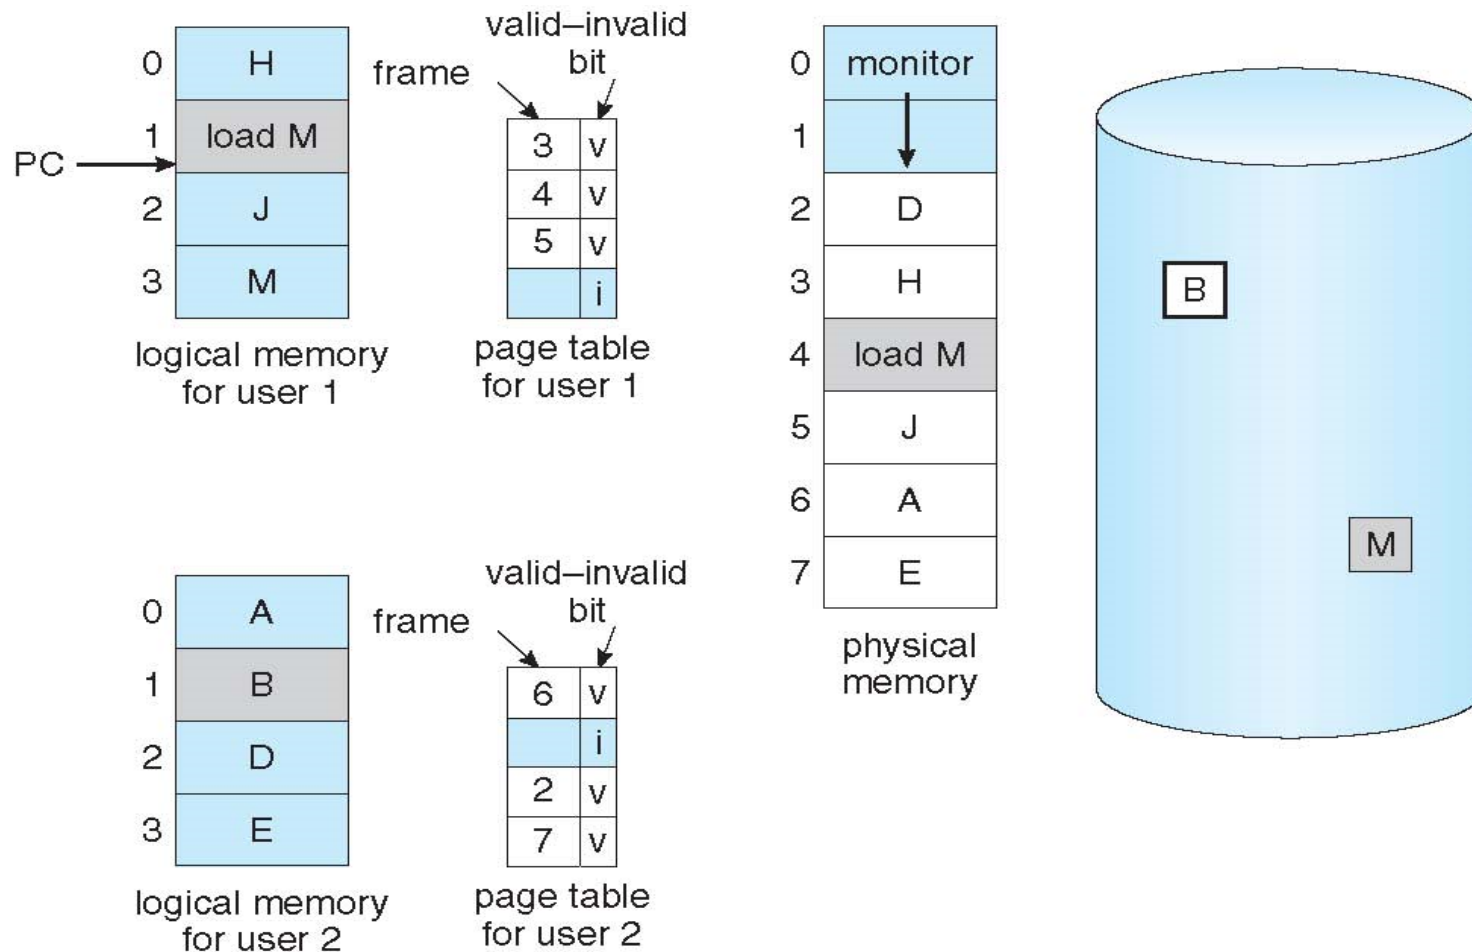 0 H
1 load M
PC
2 J
3 M
logical memory
for user 1
frame
valid–invalid
bit
3 v
4 v
5 v
i
page table
for user 1
0 monitor
1
2 D
3 H
4 load M
5 J
6 A
7 E
physical
memory
B
M
0 A
1 B
2 D
3 E
logical memory
for user 2
frame
valid–invalid
bit
6 v
i
2 v
7 v
page table
for user 2